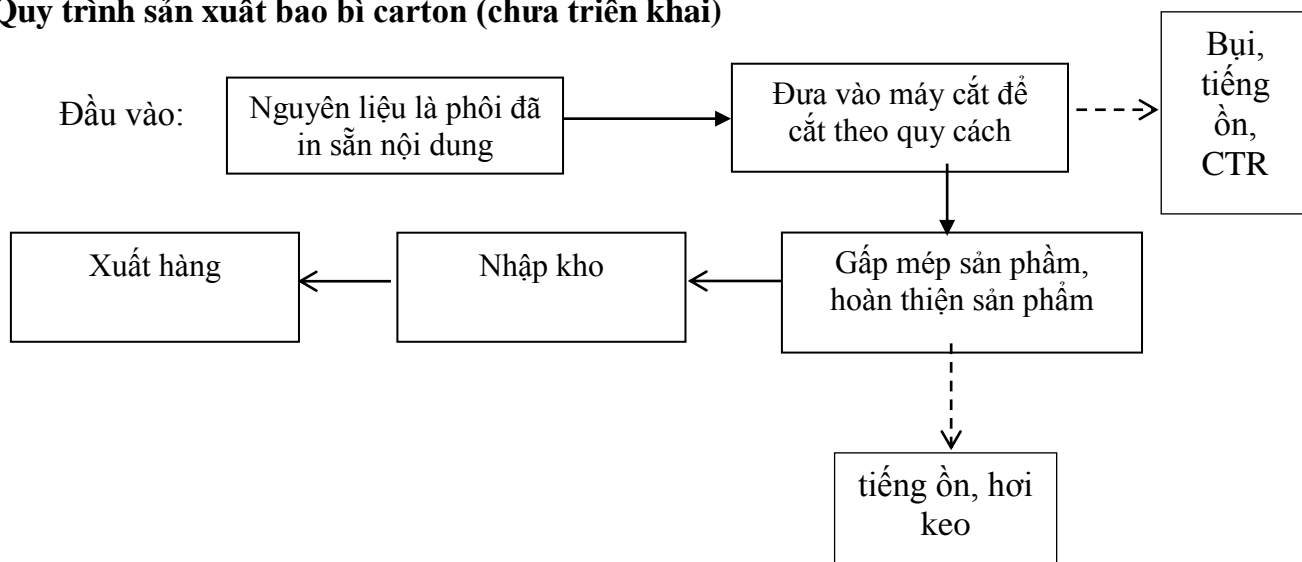 Quy trình sản xuất bao bì carton (chưa triển khai)
Đầu vào:
Nguyên liệu là phôi đã
in sẵn nội dung
Đưa vào máy cắt để
cắt theo quy cách
Bụi,
tiếng
ồn,
CTR
Xuất hàng
Nhập kho
Gấp mép sản phầm,
hoàn thiện sản phẩm
tiếng ồn, hơi
keo